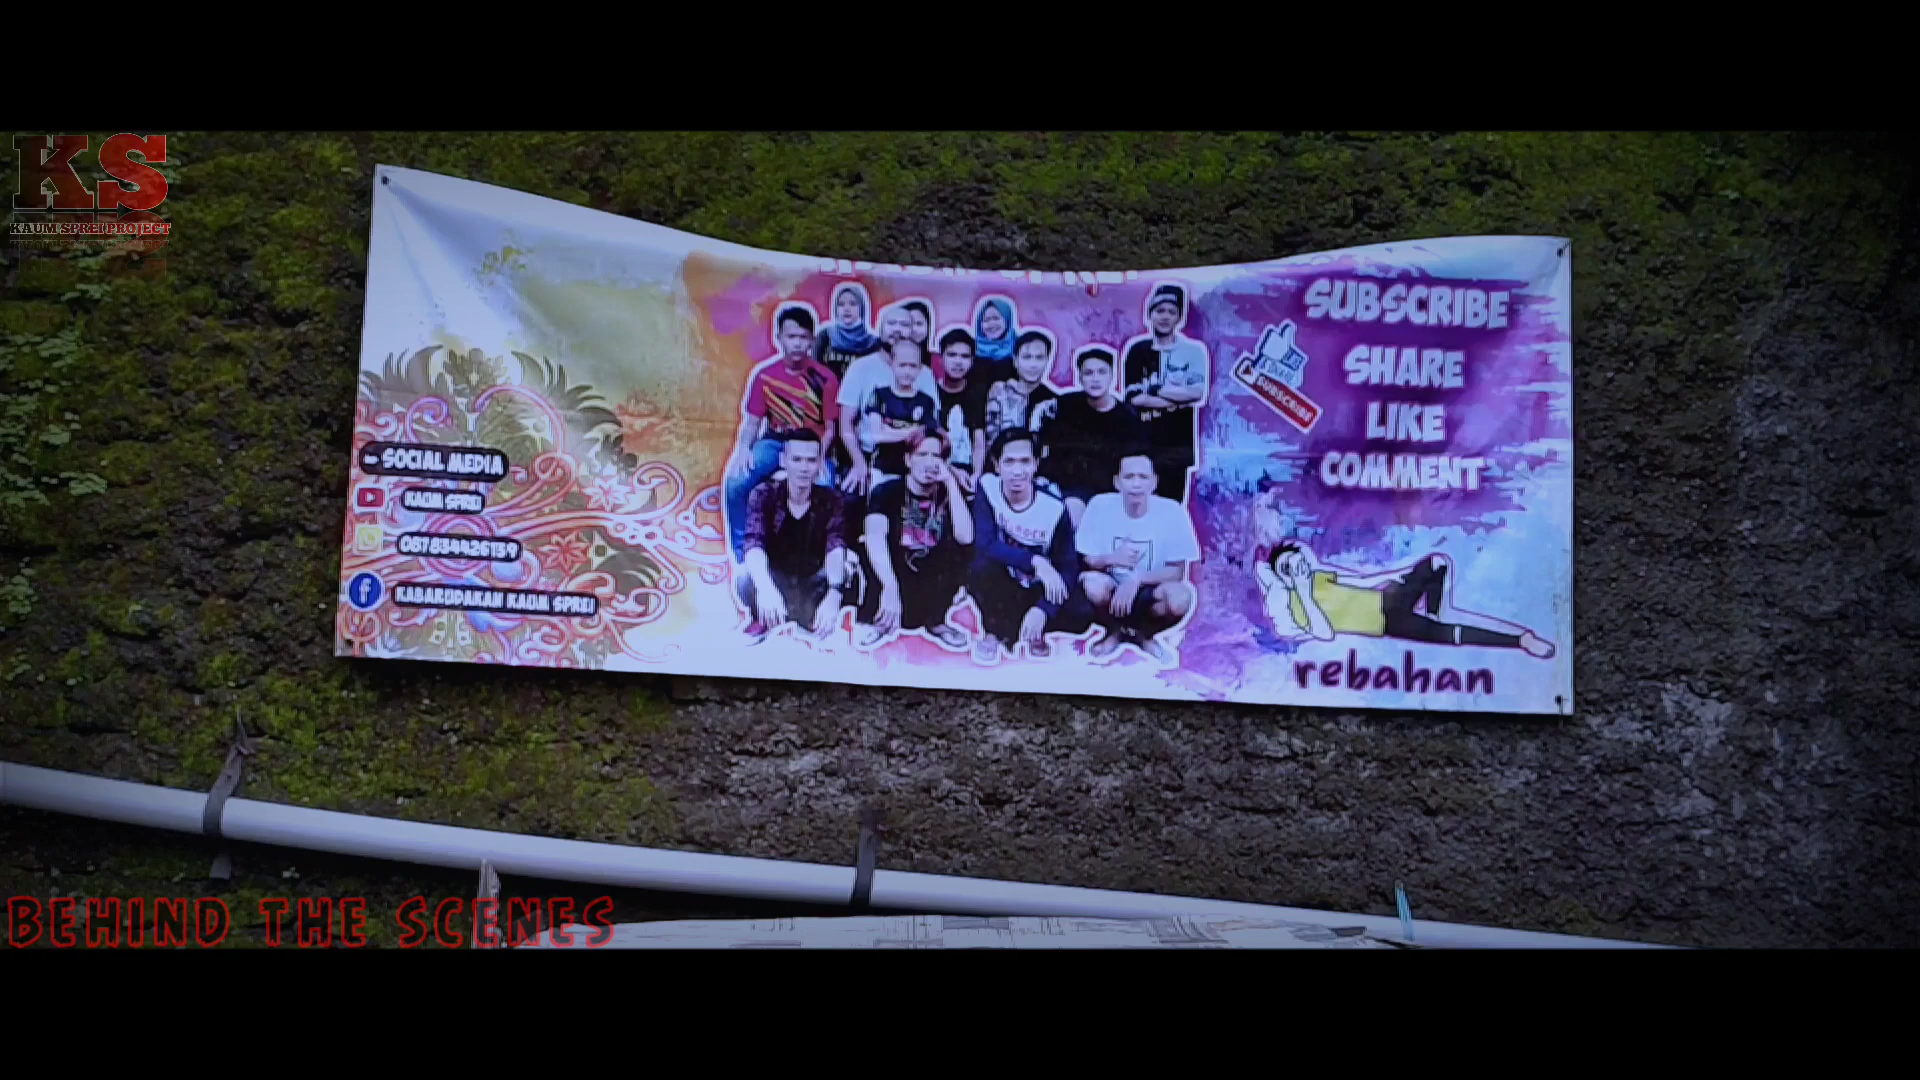 KS
KAUM SPREI PROJECT
SUBSCRIBE
SHARE
LIKE
COMMENT
SUBSCRIBE
SOCIAL MEDIA
KAUM SPREI
087834426139
KABARUPAKAN KAUM SPREI
rebahan
BEHIND THE SCENES